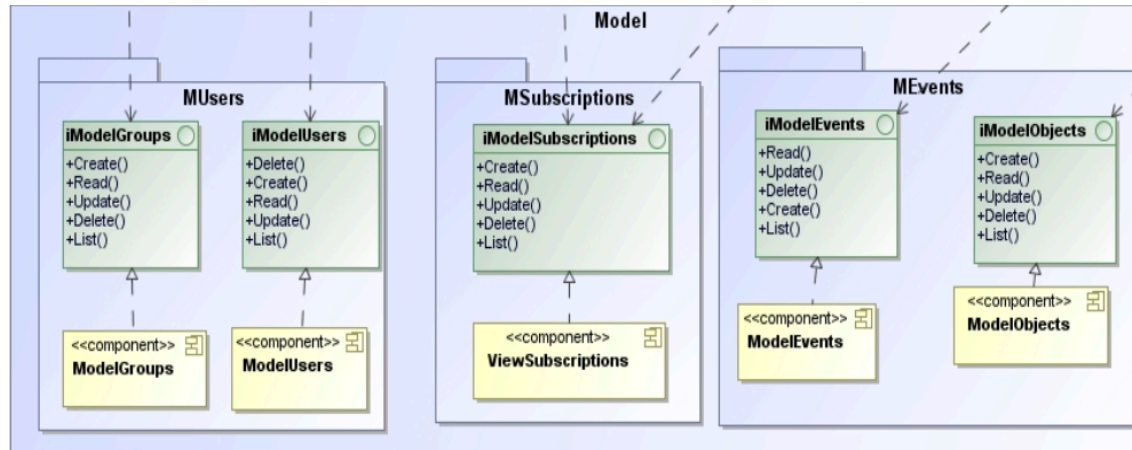 Model
MUsers
iModelGroups
+Create()
+Read()
+Update()
+Delete()
+List()
<<component>>
ModelGroups
iModelUsers
+Delete()
+Create()
+Read()
+Update()
+List()
<<component>>
ModelUsers
MSubscriptions
iModelSubscriptions
+Create()
+Read()
+Update()
+Delete()
+List()
<<component>>
ViewSubscriptions
MEvents
iModelEvents
+Read()
+Update()
+Delete()
+Create()
+List()
<<component>>
ModelEvents
iModelObjects
+Create()
+Read()
+Update()
+Delete()
+List()
<<component>>
ModelObjects